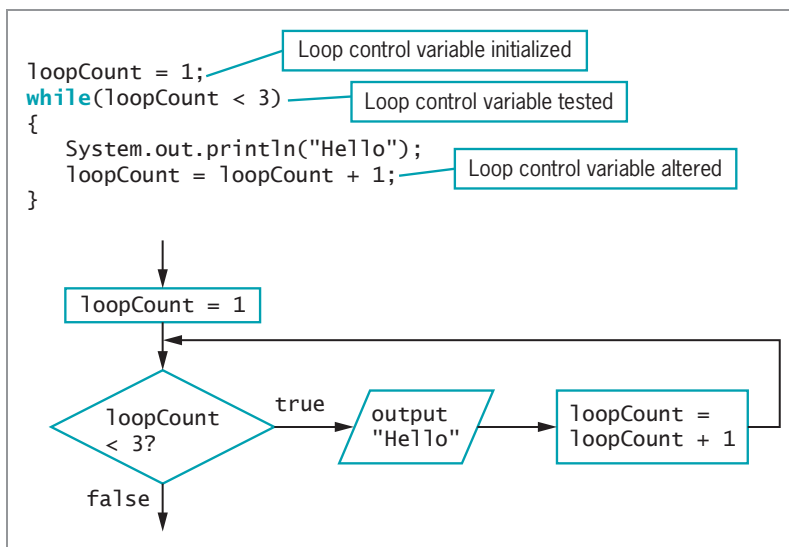 Loop control variable initialized
loopCount = 1;
while(loopCount < 3)
Loop control variable tested
{
System.out.println("Hello");
loopCount = loopCount + 1;
Loop control variable altered
}
loopCount = 1
loopCount
< 3?
true
output
"Hello"
loopCount =
loopCount + 1
false